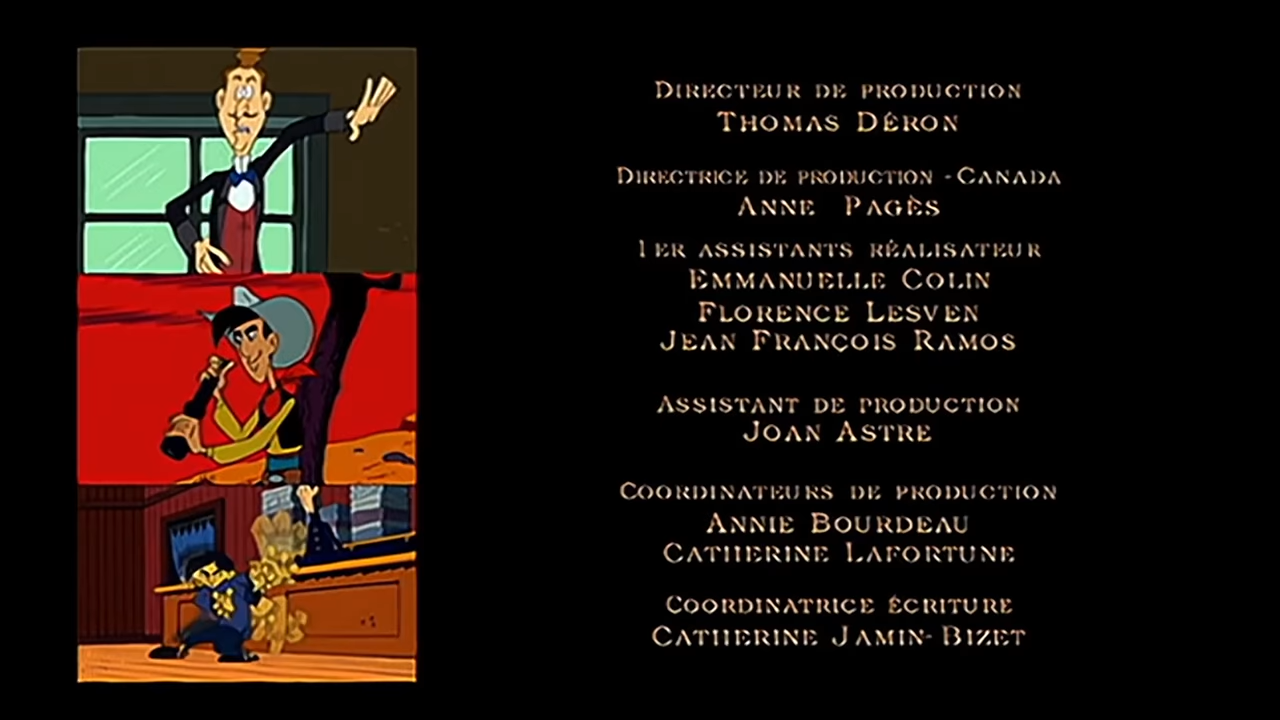 DIRECTEUR DE PRODUCTION
THOMAS DÉRON
DIRECTRICE DE PRODUCTION - CANADA
ANNE PAGÈS
1ER ASSISTANTS RÉALISATEUR
EMMANUELLE COLIN
FLORENCE LESVEN
JEAN FRANÇOIS RAMOS
ASSISTANT DE PRODUCTION
JOAN ASTRE
COORDINATEURS DE PRODUCTION
ANNIE BOURDEAU
CATHERINE LAFORTUNE
COORDINATRICE ÉCRITURE
CATHERINE JAMIN-BIZET